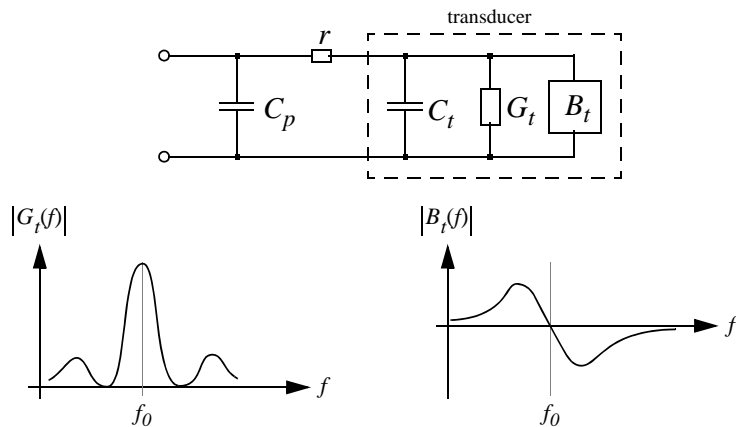 transducer
r
C_p
C_t
G_t
B_t
|G_t(f)|
|B_t(f)|
f
f
f_0
f_0